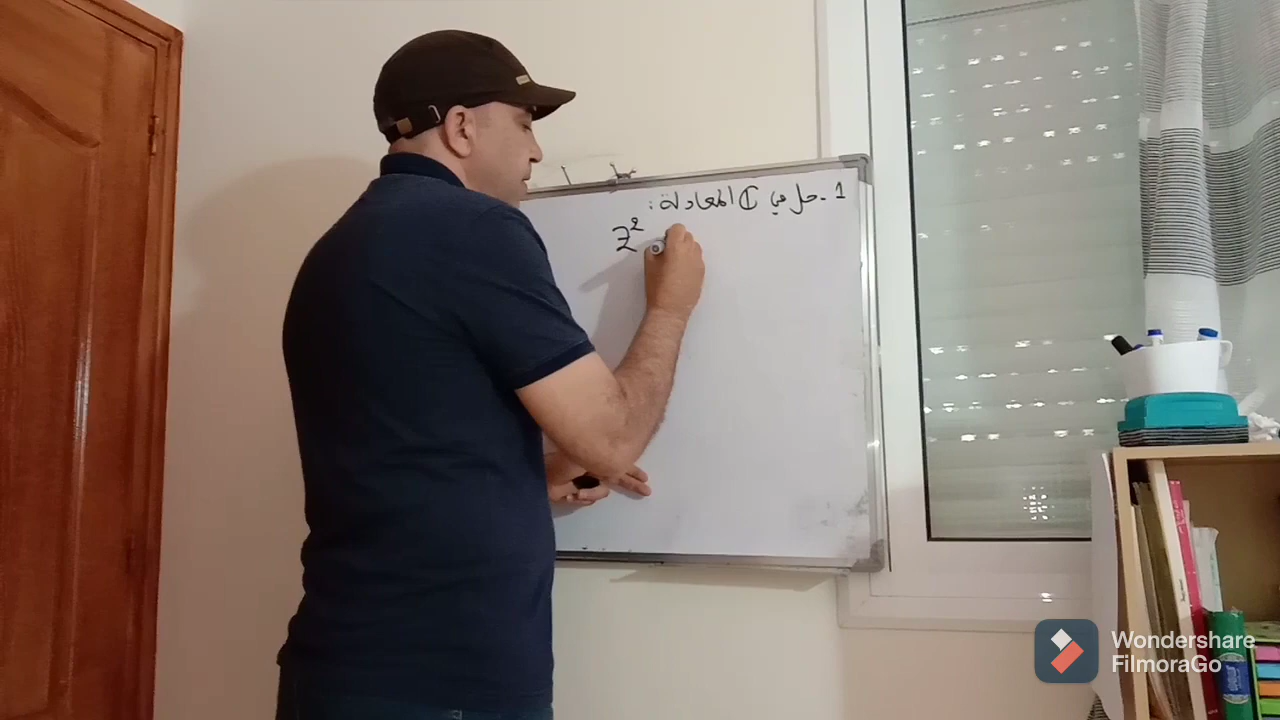 1 - حل في ℂ المعادلة :
Z²
Wondershare
FilmoraGo